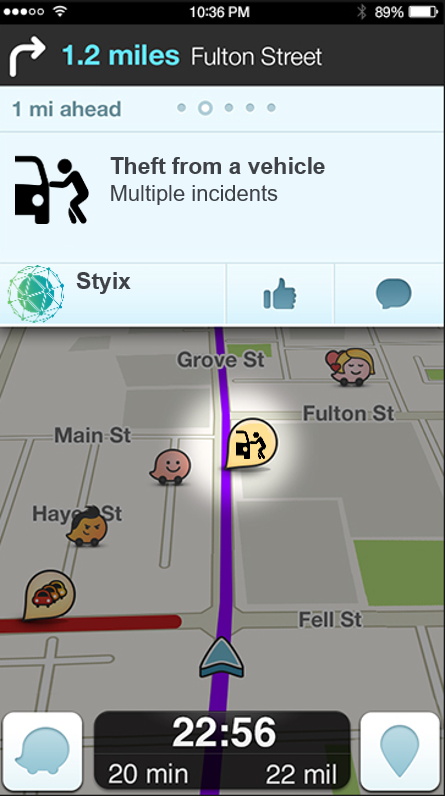 10:36 PM
89%
1.2 miles Fulton Street
1 mi ahead
Theft from a vehicle
Multiple incidents
Styix
Grove St
Fulton St
Main St
Hayes St
Fell St
22:56
20 min 22 mil